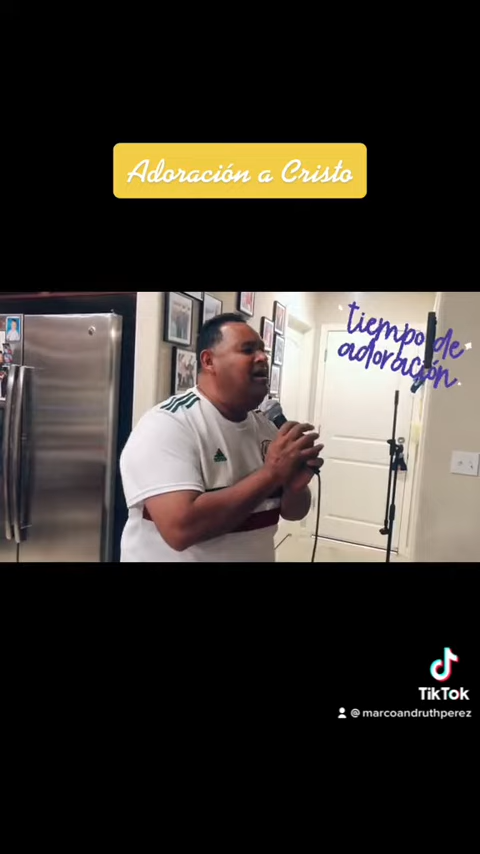 Adoración a Cristo
tiempo de
adoración
TikTok
@ marcoandruthperez